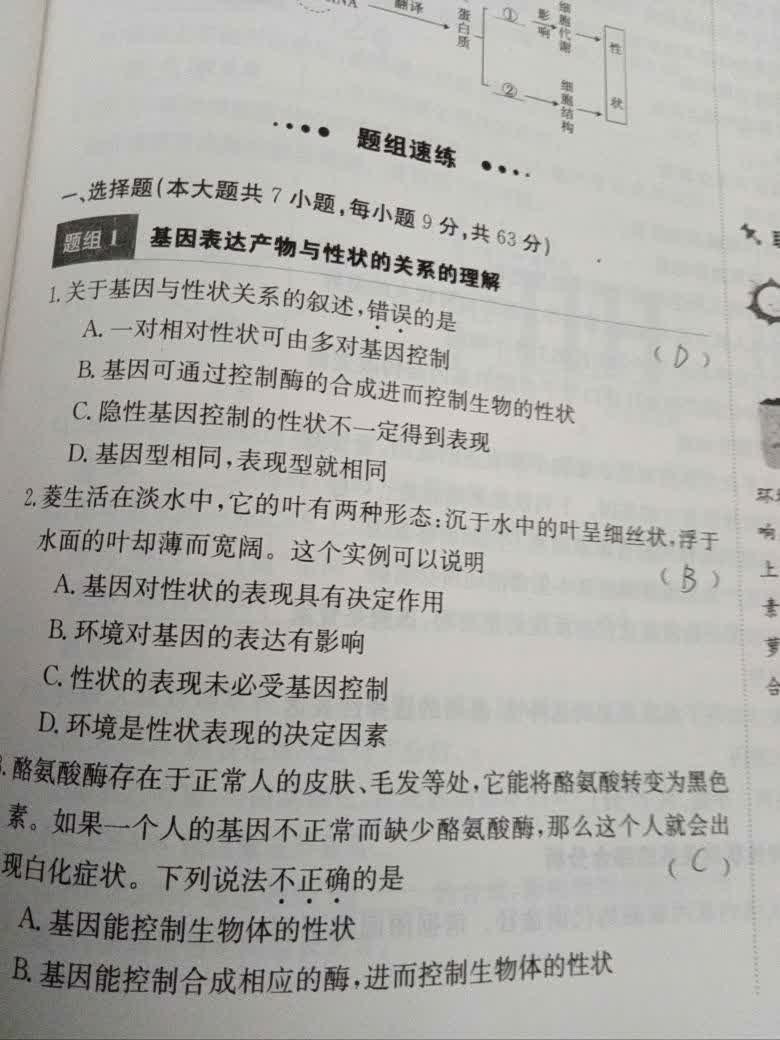 翻译
蛋白质
①
影响
细胞代谢
性状
②
细胞结构
题组速练
一、选择题(本大题共 7 小题,每小题 9 分,共 63 分)
题组 1 基因表达产物与性状的关系的理解
1. 关于基因与性状关系的叙述,错误的是
(D)
A. 一对相对性状可由多对基因控制
B. 基因可通过控制酶的合成进而控制生物的性状
C. 隐性基因控制的性状不一定得到表现
D. 基因型相同,表现型就相同
2. 菱生活在淡水中,它的叶有两种形态:沉于水中的叶呈细丝状,浮于
水面的叶却薄而宽阔。这个实例可以说明
(B)
A. 基因对性状的表现具有决定作用
B. 环境对基因的表达有影响
C. 性状的表现未必受基因控制
D. 环境是性状表现的决定因素
3. 酪氨酸酶存在于正常人的皮肤、毛发等处,它能将酪氨酸转变为黑色
素。如果一个人的基因不正常而缺少酪氨酸酶,那么这个人就会出
现白化症状。下列说法不正确的是
(C)
A. 基因能控制生物体的性状
B. 基因能控制合成相应的酶,进而控制生物体的性状
响
上
素
萝
合